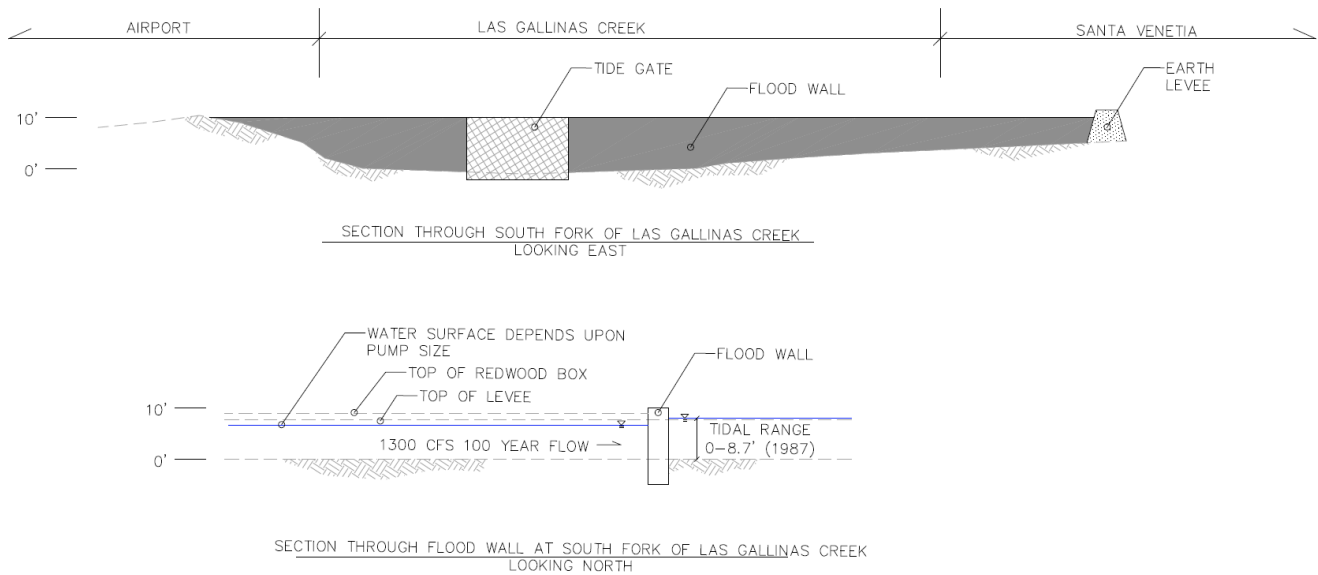 AIRPORT
LAS GALLINAS CREEK
SANTA VENETIA
TIDE GATE
FLOOD WALL
EARTH
LEVEE
10'
0'
SECTION THROUGH SOUTH FORK OF LAS GALLINAS CREEK
LOOKING EAST
WATER SURFACE DEPENDS UPON
PUMP SIZE
TOP OF REDWOOD BOX
TOP OF LEVEE
FLOOD WALL
10'
0'
1300 CFS 100 YEAR FLOW
TIDAL RANGE
0-8.7' (1987)
SECTION THROUGH FLOOD WALL AT SOUTH FORK OF LAS GALLINAS CREEK
LOOKING NORTH